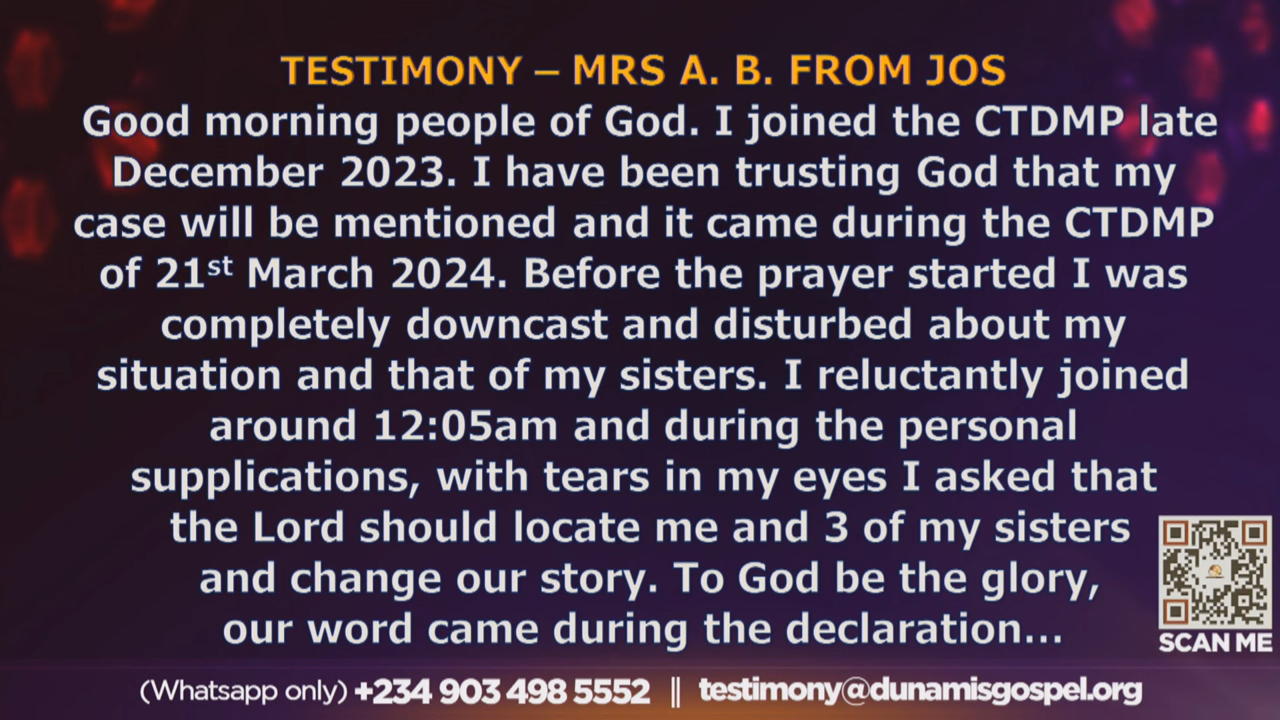 TESTIMONY – MRS A. B. FROM JOS
Good morning people of God. I joined the CTDMP late
December 2023. I have been trusting God that my
case will be mentioned and it came during the CTDMP
of 21st March 2024. Before the prayer started I was
completely downcast and disturbed about my
situation and that of my sisters. I reluctantly joined
around 12:05am and during the personal
supplications, with tears in my eyes I asked that
the Lord should locate me and 3 of my sisters
and change our story. To God be the glory,
our word came during the declaration...
SCAN ME
(Whatsapp only) +234 903 498 5552 || testimony@dunamisgospel.org